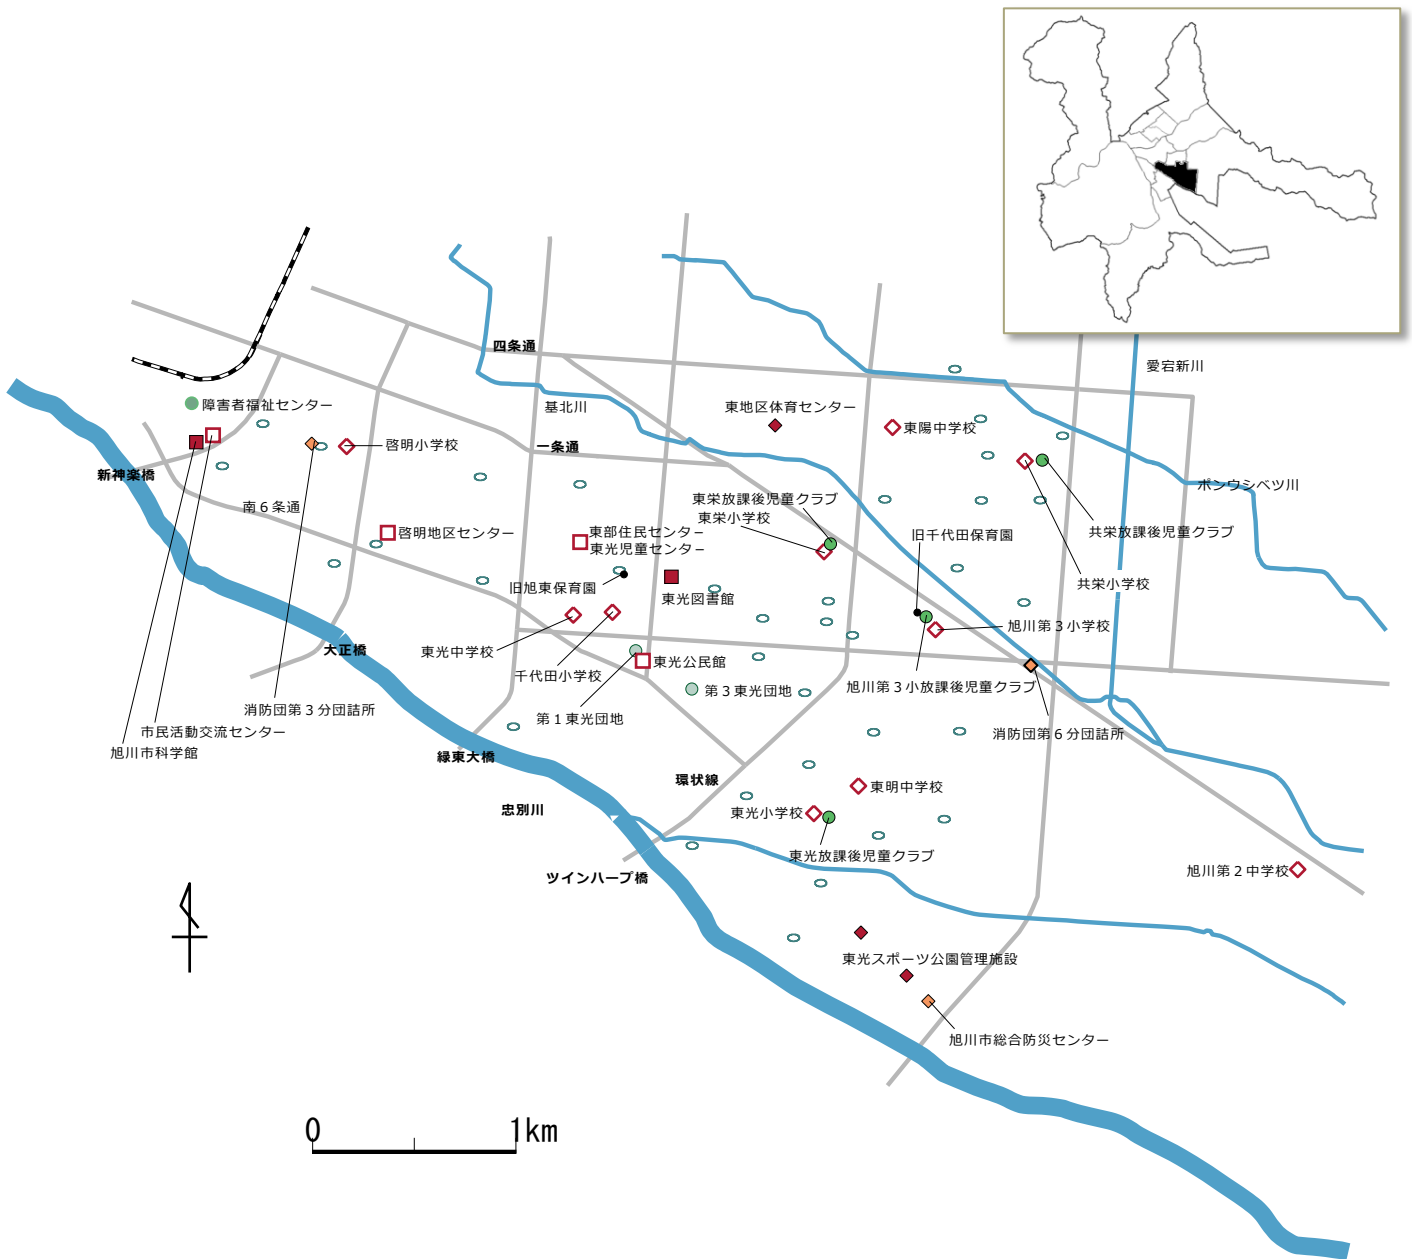 四条通
愛宕新川
障害者福祉センター
基北川
東地区体育センター
東陽中学校
啓明小学校
一条通
新神楽橋
ポンウシベツ川
南６条通
東栄放課後児童クラブ
東栄小学校
啓明地区センター
東部住民センター
東光児童センター
旧千代田保育園
共栄放課後児童クラブ
共栄小学校
旧旭東保育園
東光図書館
旭川第３小学校
大正橋
東光中学校
千代田小学校
東光公民館
第３東光団地
旭川第３小放課後児童クラブ
消防団第３分団詰所
第１東光団地
市民活動交流センター
旭川市科学館
消防団第６分団詰所
緑東大橋
環状線
東明中学校
忠別川
東光小学校
東光放課後児童クラブ
ツインハープ橋
旭川第２中学校
東光スポーツ公園管理施設
旭川市総合防災センター
0
1km